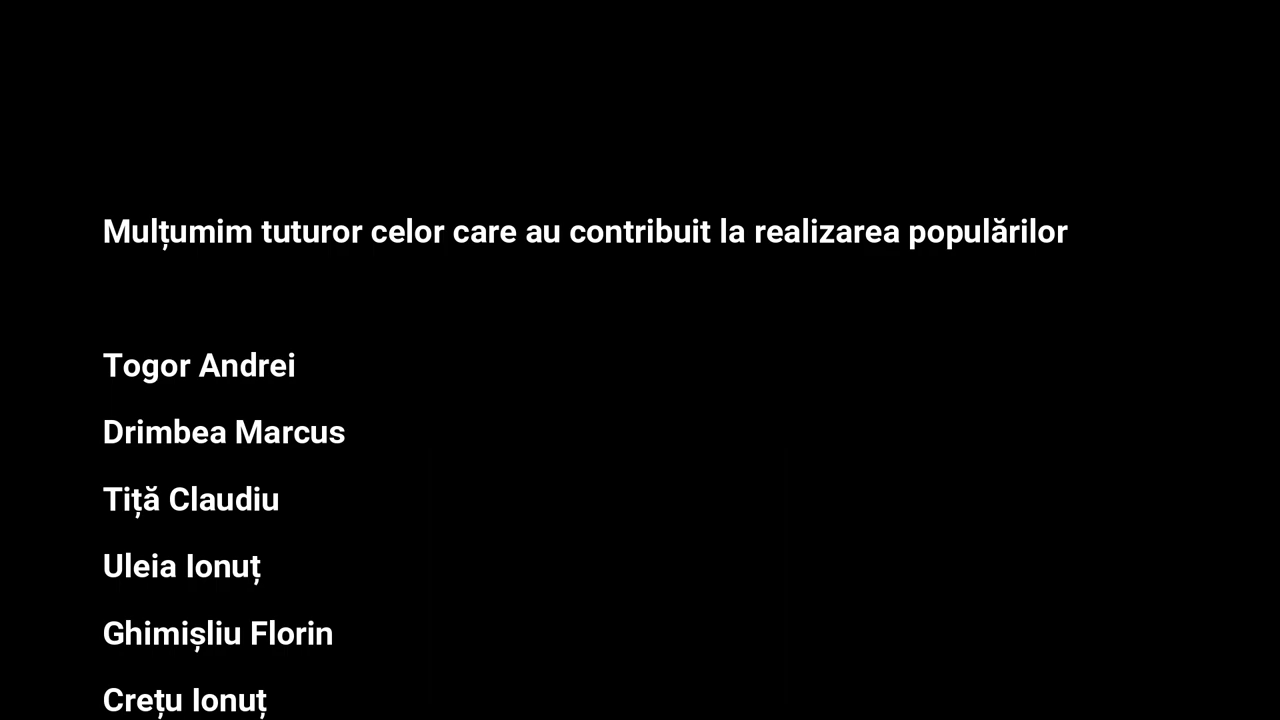 Mulțumim tuturor celor care au contribuit la realizarea populărilor
Togor Andrei
Drimbea Marcus
Tiță Claudiu
Uleia Ionuț
Ghimișliu Florin
Crețu Ionuț